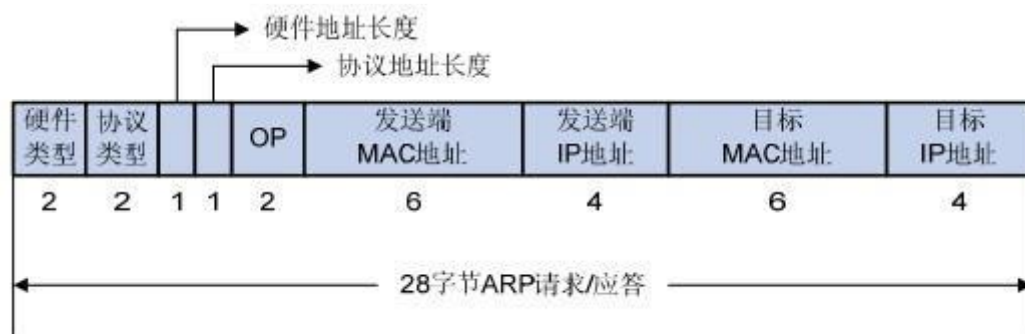 硬件地址长度
协议地址长度
硬件 协议 发送端 发送端 目标 目标
类型 类型 OP MAC地址 IP地址 MAC地址 IP地址
2 2 1 1 2 6 4 6 4
28字节ARP请求/应答